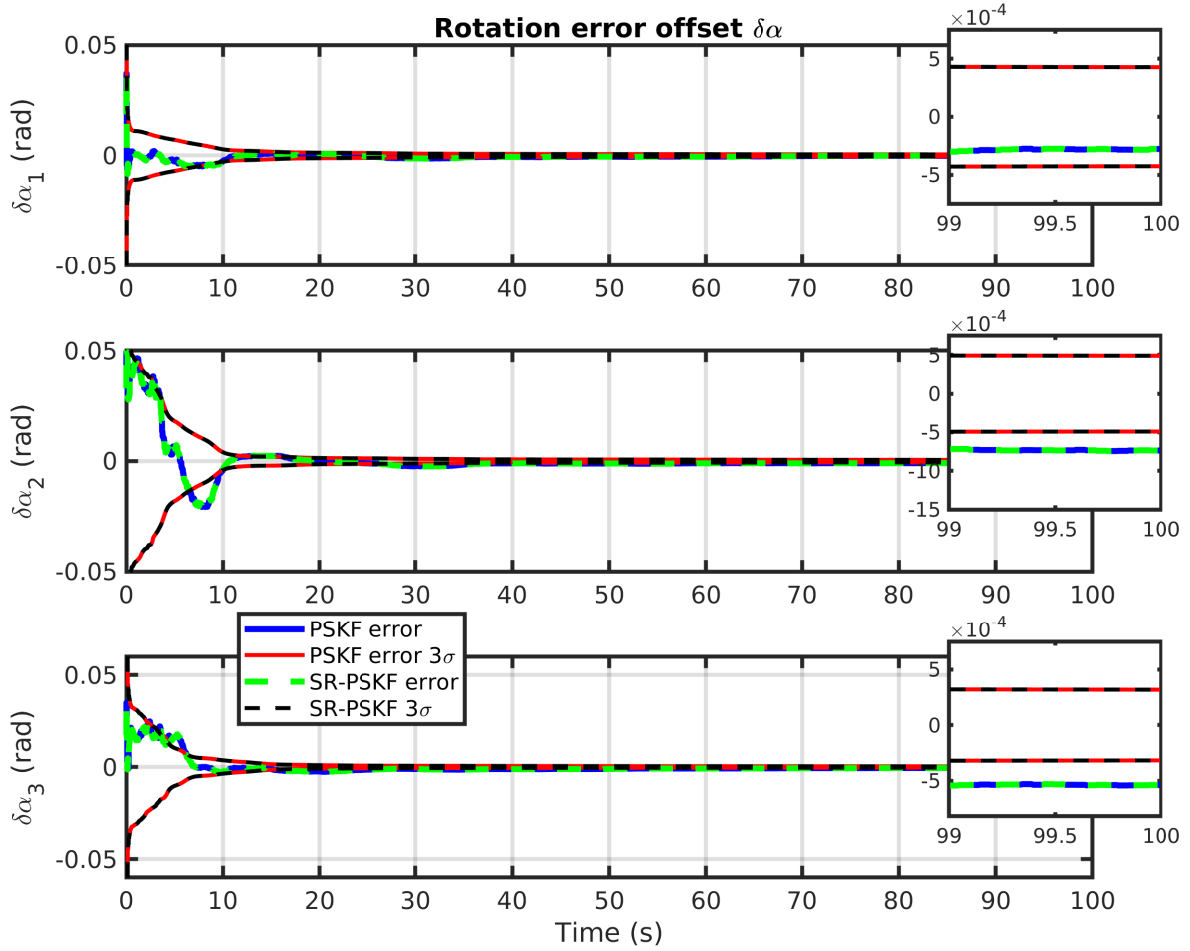 Rotation error offset δα
×10⁻⁴
0.05
0
-0.05
δα₁ (rad)
0 10 20 30 40 50 60 70 80 90 100
5
0
-5
99 99.5 100
×10⁻⁴
0.05
0
-0.05
δα₂ (rad)
0 10 20 30 40 50 60 70 80 90 100
5
0
-5
-10
-15
99 99.5 100
PSKF error
PSKF error 3σ
SR-PSKF error
SR-PSKF 3σ
×10⁻⁴
0.05
0
-0.05
δα₃ (rad)
0 10 20 30 40 50 60 70 80 90 100
5
0
-5
99 99.5 100
Time (s)